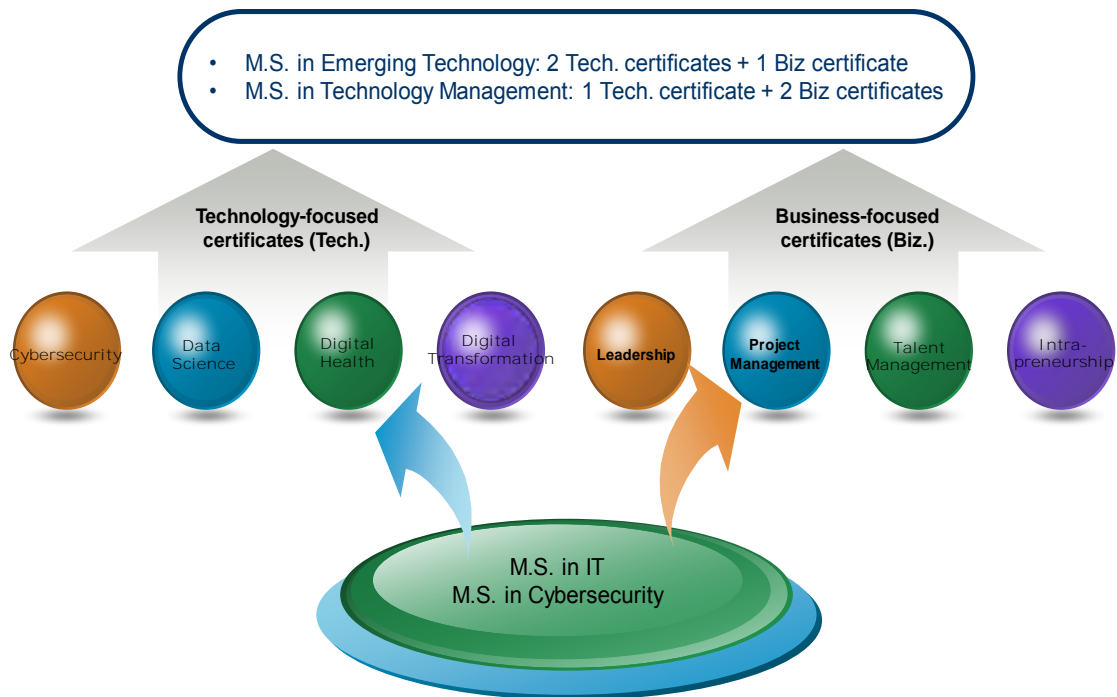 • M.S. in Emerging Technology: 2 Tech. certificates + 1 Biz certificate
• M.S. in Technology Management: 1 Tech. certificate + 2 Biz certificates
Technology-focused
certificates (Tech.)
Business-focused
certificates (Biz.)
Cybersecurity
Data
Science
Digital
Health
Digital
Transformation
Leadership
Project
Management
Talent
Management
Intra-
preneurship
M.S. in IT
M.S. in Cybersecurity